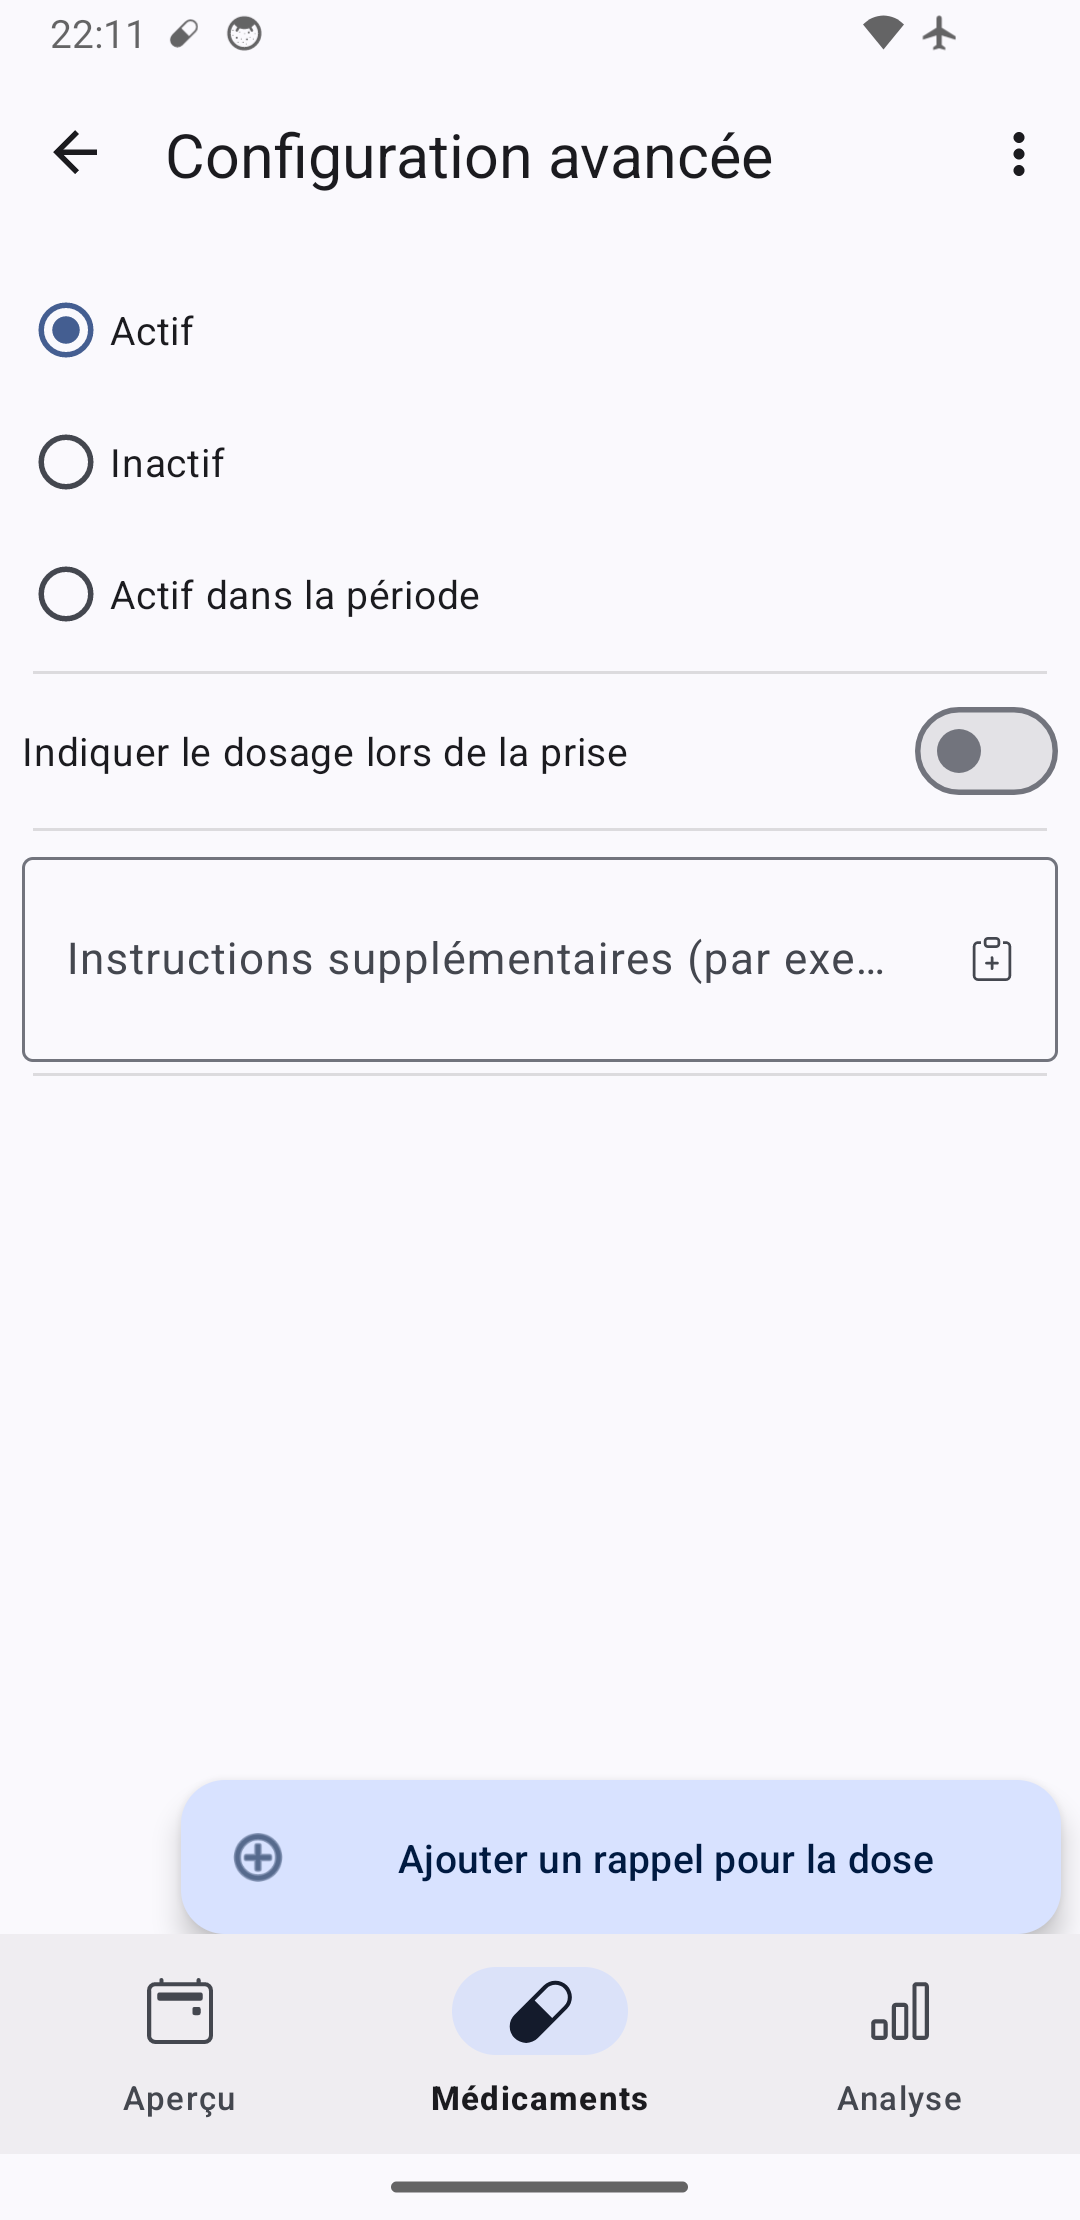 22:11
Configuration avancée
Actif
Inactif
Actif dans la période
Indiquer le dosage lors de la prise
Instructions supplémentaires (par exe…
Ajouter un rappel pour la dose
Aperçu
Médicaments
Analyse